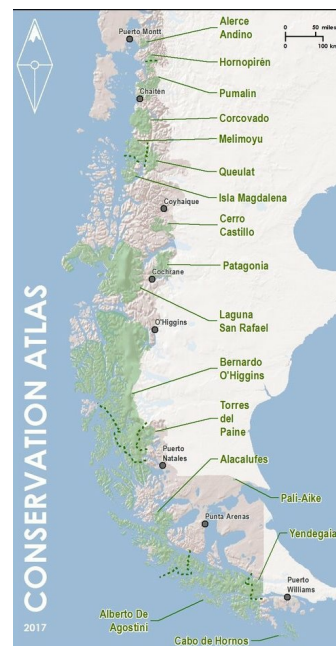 Puerto Montt
Alerce
Andino
0 50 miles
0 100 km
Hornopirén
Pumalin
Chaitén
Corcovado
Melimoyu
Queulat
Isla Magdalena
Coyhaique
Cerro
Castillo
Patagonia
Cochrane
Laguna
San Rafael
O'Higgins
Bernardo
O'Higgins
Torres
del
Paine
Puerto
Natales
Alacalufes
Pali-Aike
Punta Arenas
Yendegaia
Puerto
Williams
Alberto De
Agostini
Cabo de Hornos
CONSERVATION ATLAS
2017